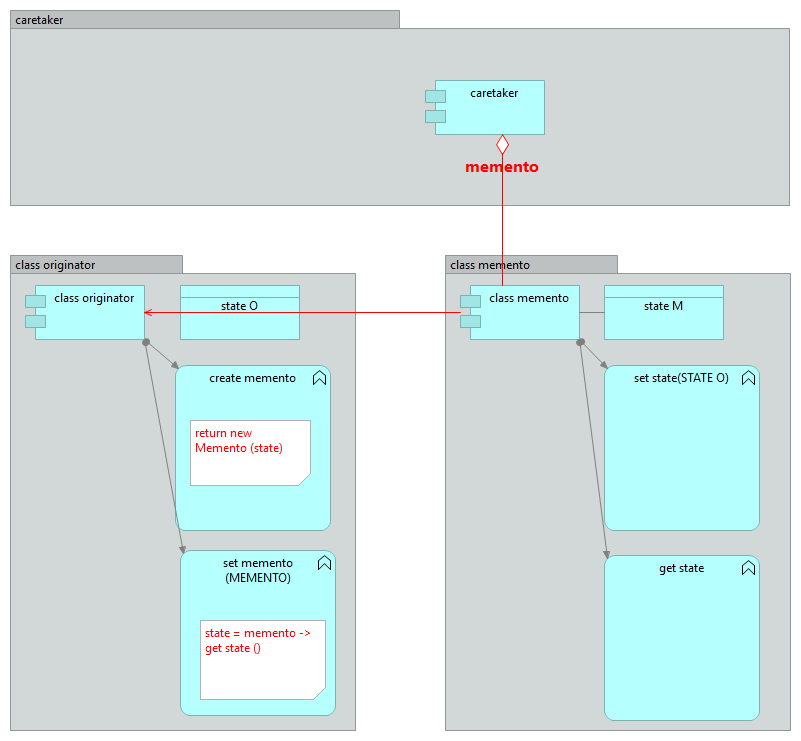 caretaker
caretaker
memento
class originator
class originator
state O
create memento
return new
Memento (state)
set memento
(MEMENTO)
state = memento ->
get state ()
class memento
class memento
state M
set state(STATE O)
get state